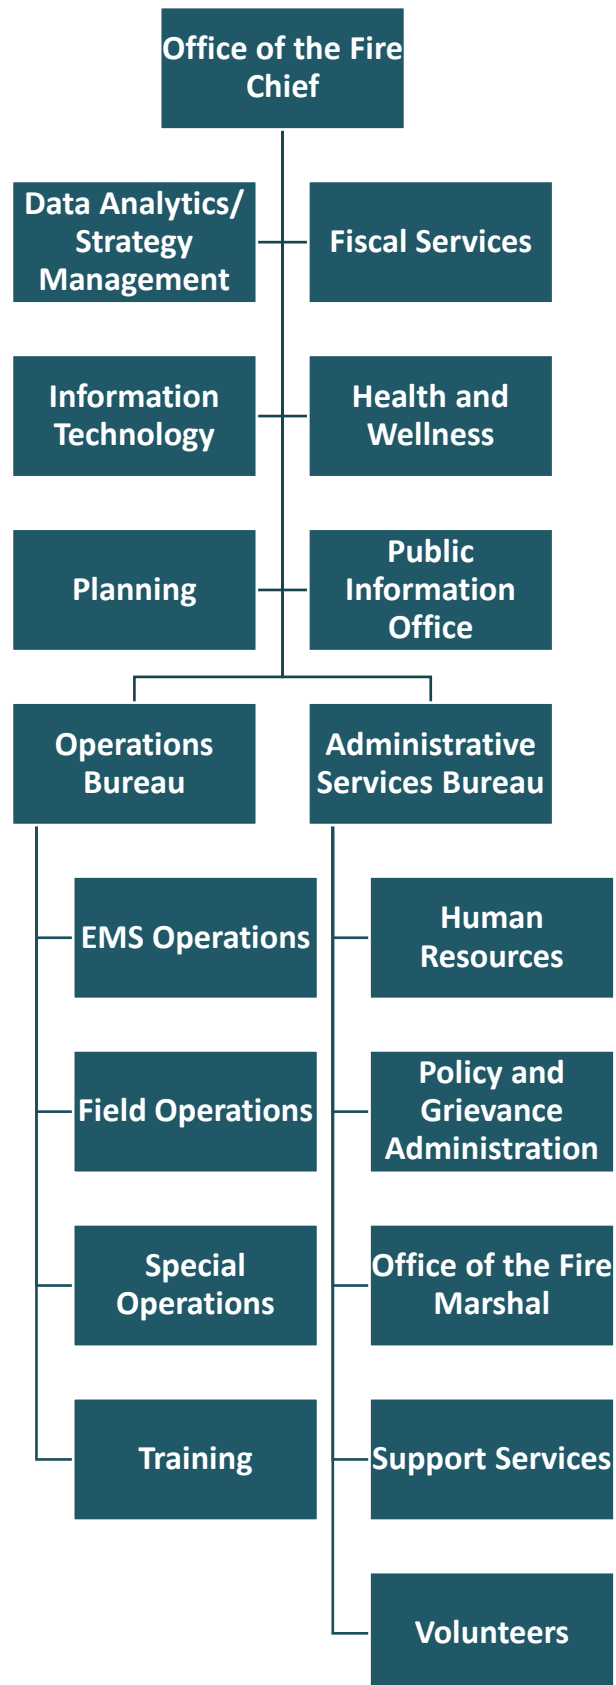 Office of the Fire
Chief
Data Analytics/
Strategy
Management
Fiscal Services
Information
Technology
Health and
Wellness
Planning
Public
Information
Office
Operations
Bureau
Administrative
Services Bureau
EMS Operations
Human
Resources
Field Operations
Policy and
Grievance
Administration
Special
Operations
Office of the Fire
Marshal
Training
Support Services
Volunteers